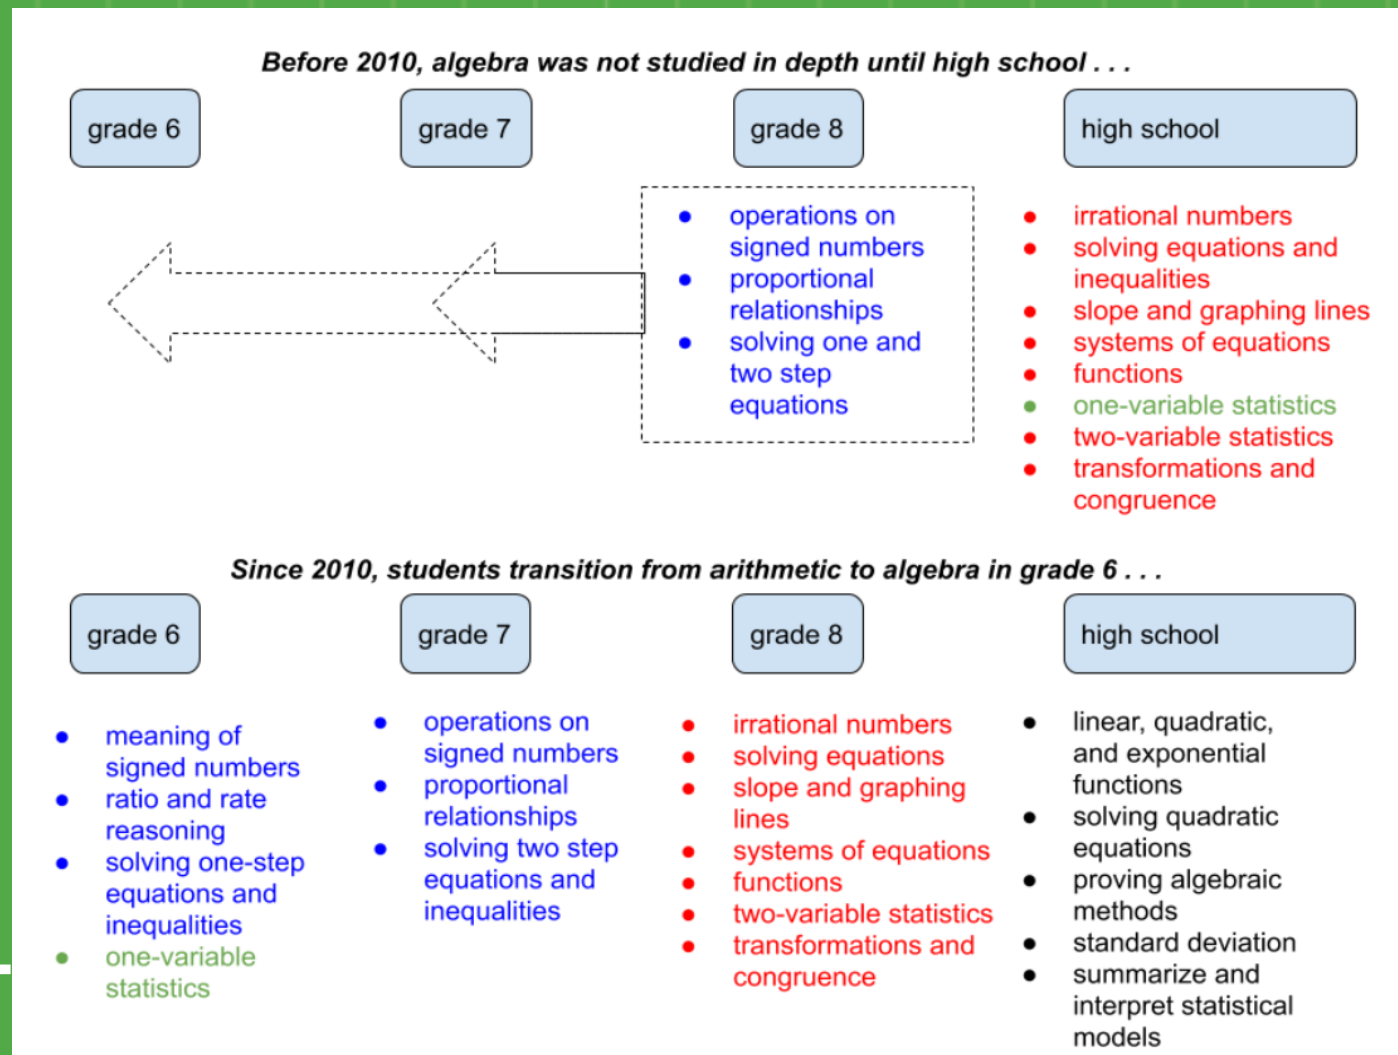 Before 2010, algebra was not studied in depth until high school . . .
grade 6
grade 7
grade 8
high school
● operations on
signed numbers
● proportional
relationships
● solving one and
two step
equations
● irrational numbers
● solving equations and
inequalities
● slope and graphing lines
● systems of equations
● functions
● one-variable statistics
● two-variable statistics
● transformations and
congruence
Since 2010, students transition from arithmetic to algebra in grade 6 . . .
grade 6
grade 7
grade 8
high school
● meaning of
signed numbers
● ratio and rate
reasoning
● solving one-step
equations and
inequalities
● one-variable
statistics
● operations on
signed numbers
● proportional
relationships
● solving two step
equations and
inequalities
● irrational numbers
● solving equations
● slope and graphing
lines
● systems of equations
● functions
● two-variable statistics
● transformations and
congruence
● linear, quadratic,
and exponential
functions
● solving quadratic
equations
● proving algebraic
methods
● standard deviation
● summarize and
interpret statistical
models